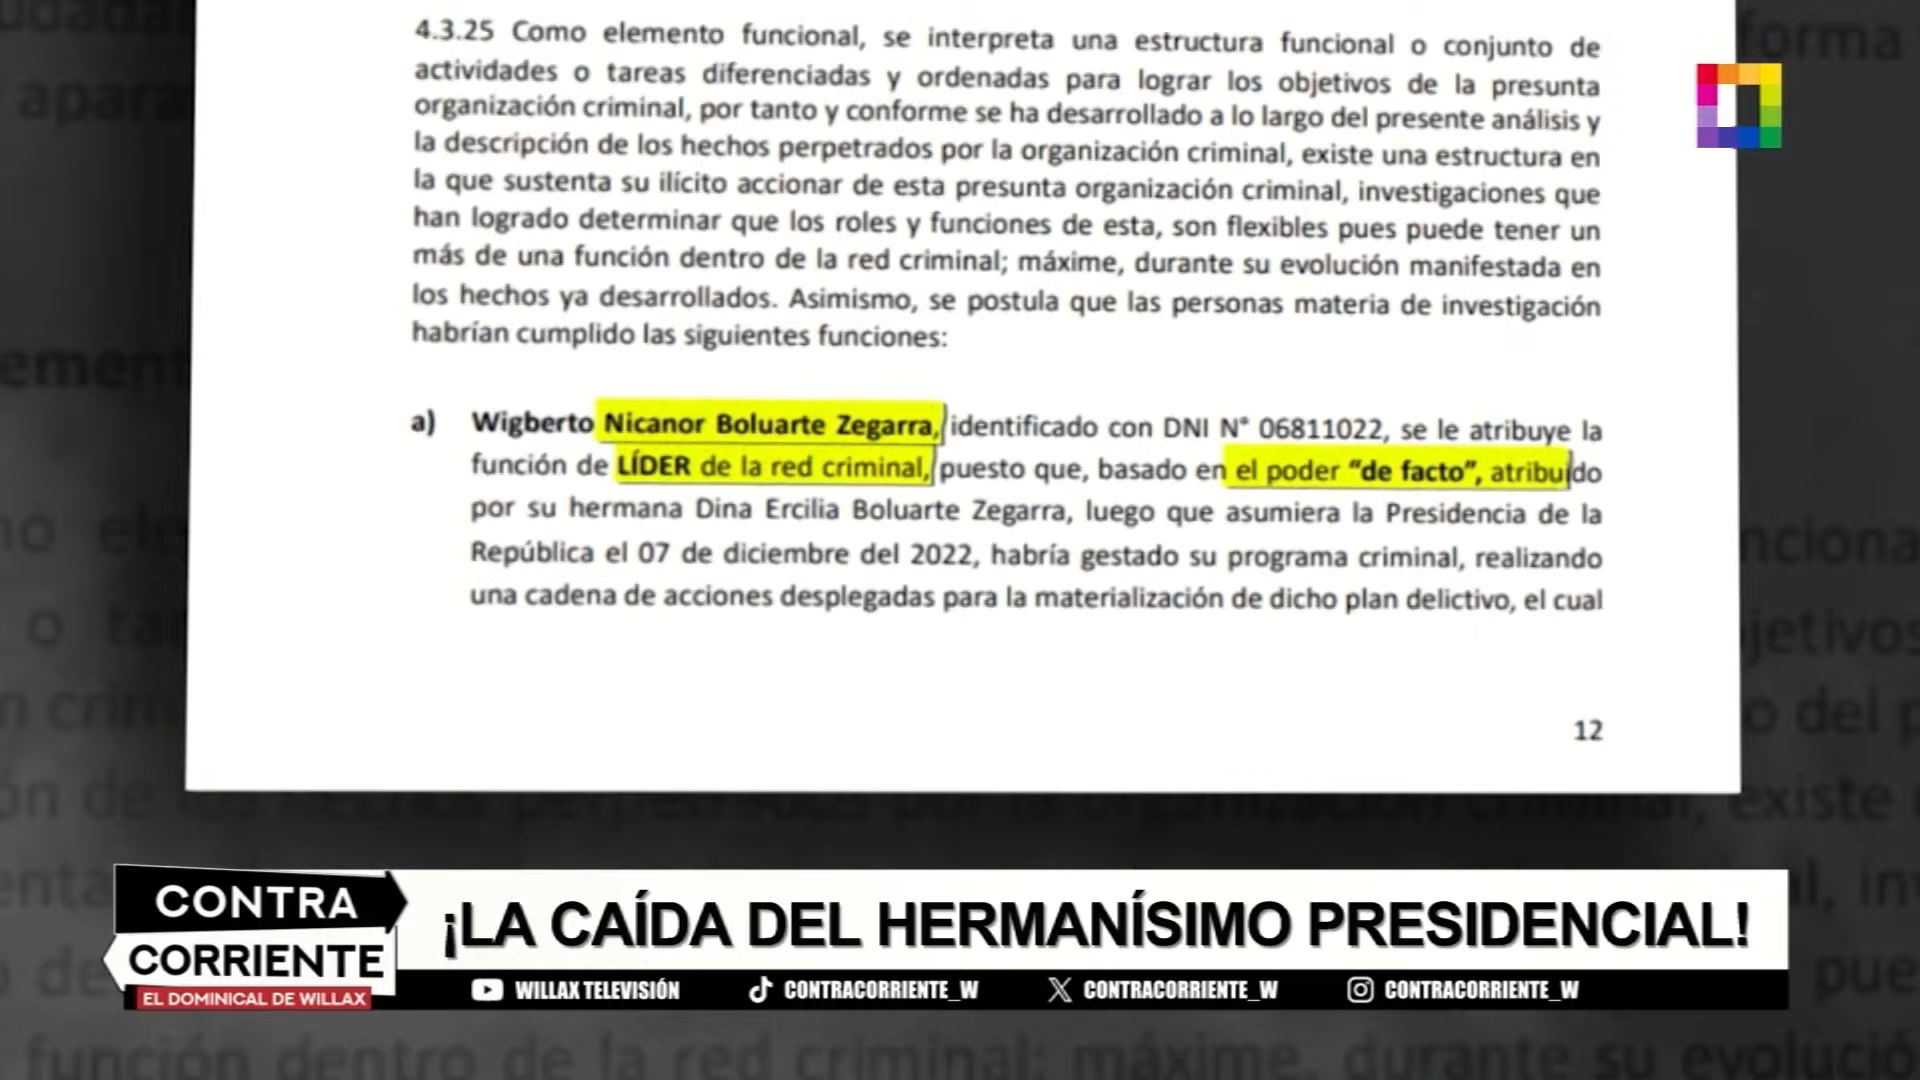 4.3.25 Como elemento funcional, se interpreta una estructura funcional o conjunto de
actividades o tareas diferenciadas y ordenadas para lograr los objetivos de la presunta
organización criminal, por tanto y conforme se ha desarrollado a lo largo del presente análisis y
la descripción de los hechos perpetrados por la organización criminal, existe una estructura en
la que sustenta su ilícito accionar de esta presunta organización criminal, investigaciones que
han logrado determinar que los roles y funciones de esta, son flexibles pues puede tener un
más de una función dentro de la red criminal; máxime, durante su evolución manifestada en
los hechos ya desarrollados. Asimismo, se postula que las personas materia de investigación
habrían cumplido las siguientes funciones:
a) Wigberto Nicanor Boluarte Zegarra, identificado con DNI N° 06811022, se le atribuye la
función de LÍDER de la red criminal, puesto que, basado en el poder “de facto”, atribuido
por su hermana Dina Ercilia Boluarte Zegarra, luego que asumiera la Presidencia de la
República el 07 de diciembre del 2022, habría gestado su programa criminal, realizando
una cadena de acciones desplegadas para la materialización de dicho plan delictivo, el cual
12
CONTRA
CORRIENTE
EL DOMINICAL DE WILLAX
¡LA CAÍDA DEL HERMANÍSIMO PRESIDENCIAL!
WILLAX TELEVISIÓN CONTRACORRIENTE_W CONTRACORRIENTE_W CONTRACORRIENTE_W
función dentro de la red criminal; máxime, durante su evolució